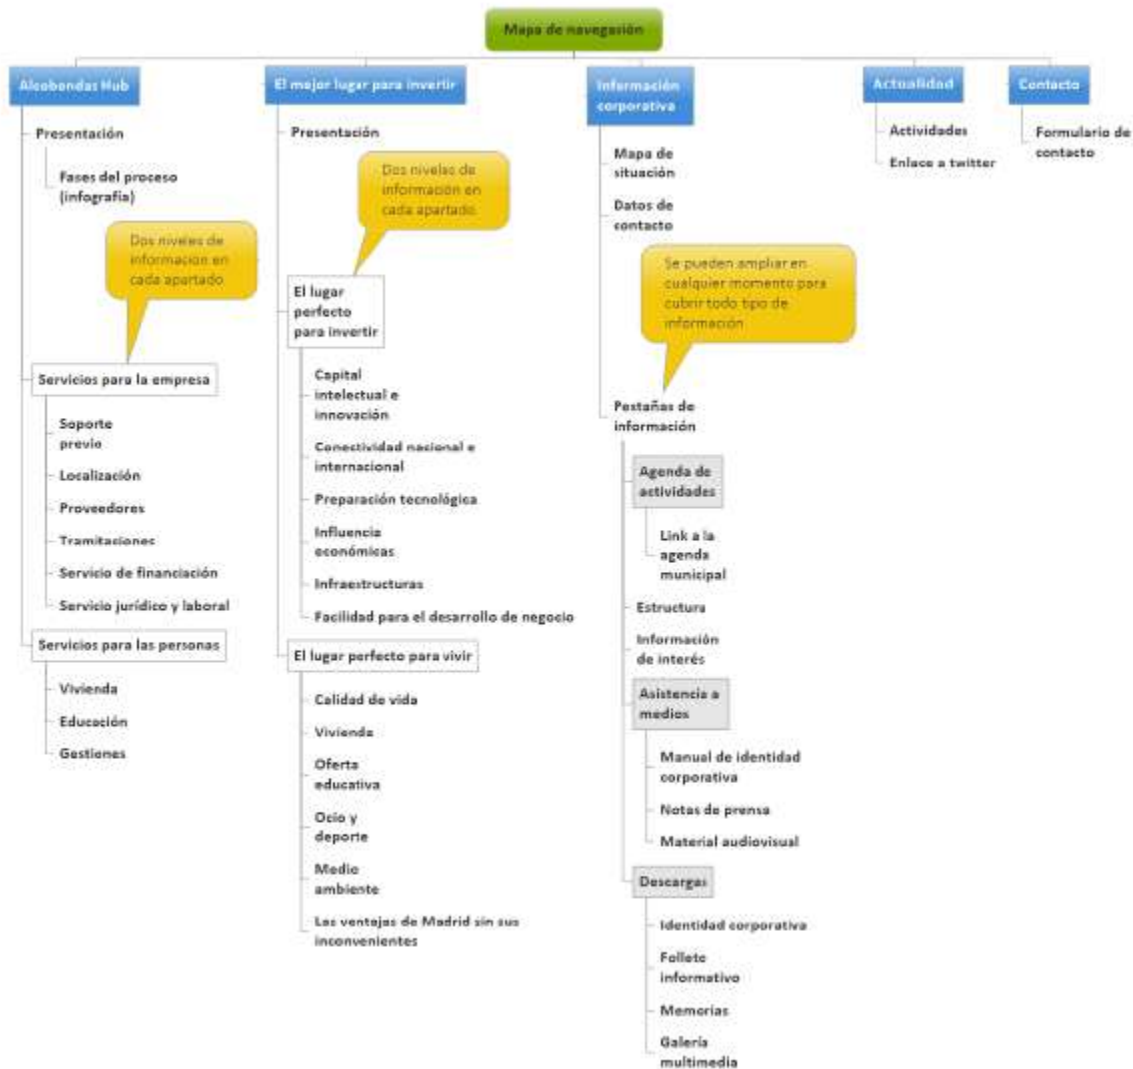 Mapa de navegación
Alcobendas Hub
Presentación
Fases del proceso
(infografía)
Dos niveles de
información en
cada apartado
Servicios para la empresa
Soporte
previo
Localización
Proveedores
Tramitaciones
Servicio de financiación
Servicio jurídico y laboral
Servicios para las personas
Vivienda
Educación
Gestiones
El mejor lugar para invertir
Presentación
Dos niveles de
información en
cada apartado
El lugar
perfecto
para invertir
Capital
intelectual e
innovación
Conectividad nacional e
internacional
Preparación tecnológica
Influencia
económicas
Infraestructuras
Facilidad para el desarrollo de negocio
El lugar perfecto para vivir
Calidad de vida
Vivienda
Oferta
educativa
Ocio y
deporte
Medio
ambiente
Las ventajas de Madrid sin sus
inconvenientes
Información
corporativa
Mapa de
situación
Datos de
contacto
Se pueden ampliar en
cualquier momento para
cubrir todo tipo de
información
Pestañas de
información
Agenda de
actividades
Link a la
agenda
municipal
Estructura
Información
de interés
Asistencia a
medios
Manual de identidad
corporativa
Notas de prensa
Material audiovisual
Descargas
Identidad corporativa
Folleto
informativo
Memorias
Galería
multimedia
Actualidad
Actividades
Enlace a twitter
Contacto
Formulario de
contacto